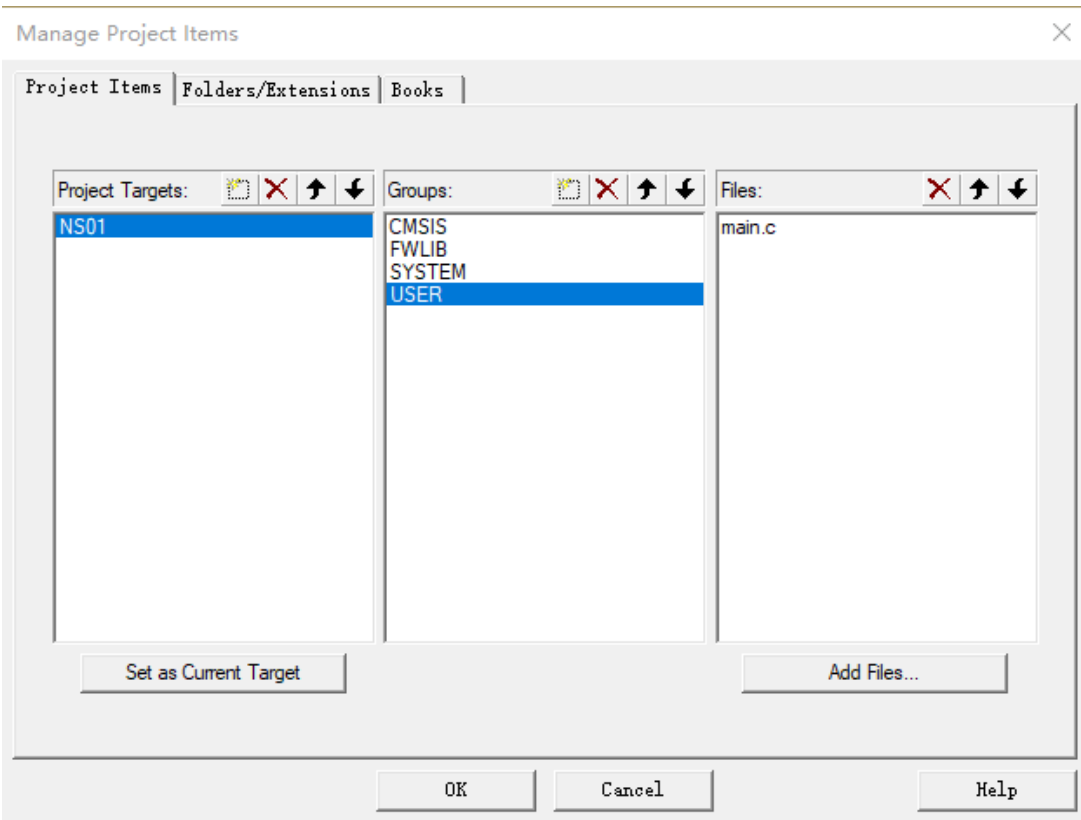 Manage Project Items
Project Items Folders/Extensions Books
Project Targets: Groups: Files:
NS01 CMSIS main.c
FWLIB
SYSTEM
USER
Set as Current Target Add Files...
OK Cancel Help